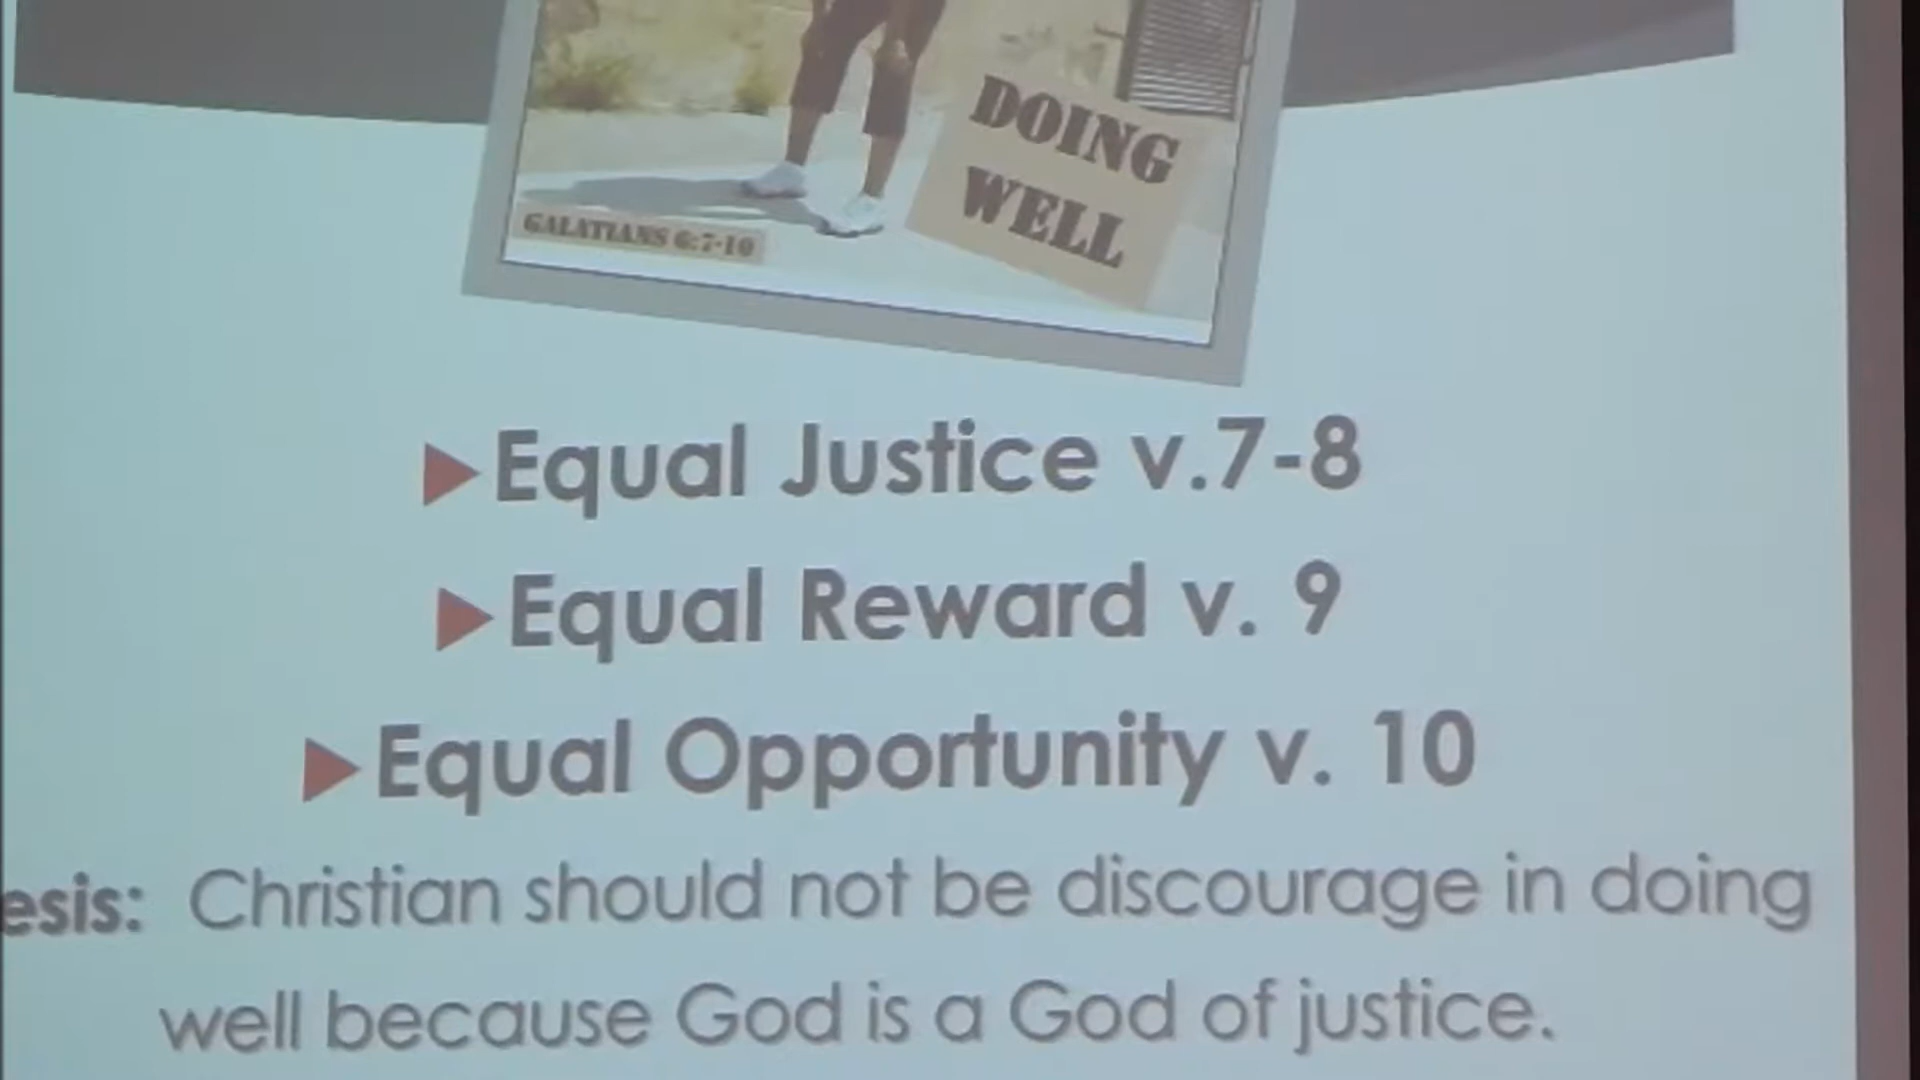 DOING
WELL
GALATIANS 6:7-10
Equal Justice v.7-8
Equal Reward v. 9
Equal Opportunity v. 10
esis: Christian should not be discourage in doing
well because God is a God of justice.